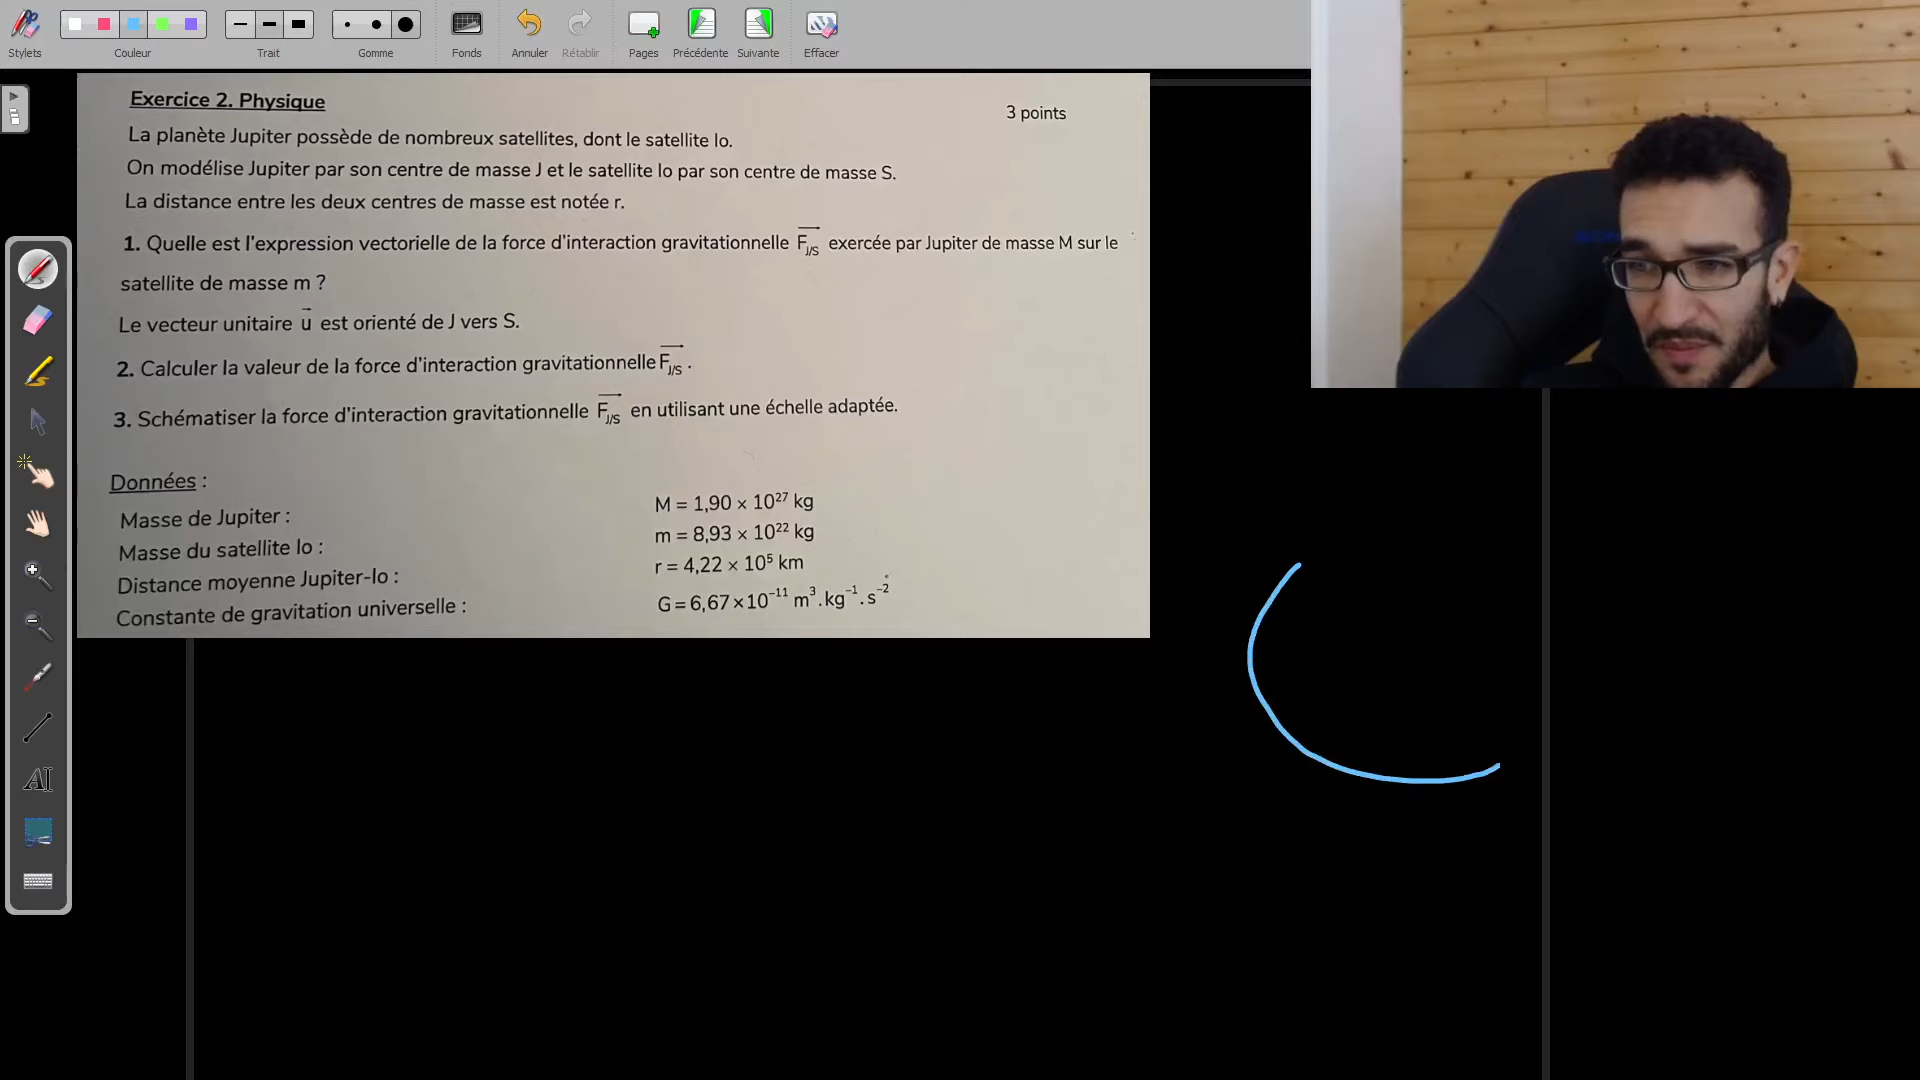 Stylets
Couleur
Trait
Gomme
Fonds
Annuler
Rétablir
Pages
Précédente
Suivante
Effacer
Exercice 2. Physique
3 points
La planète Jupiter possède de nombreux satellites, dont le satellite Io.
On modélise Jupiter par son centre de masse J et le satellite Io par son centre de masse S.
La distance entre les deux centres de masse est notée r.
1. Quelle est l'expression vectorielle de la force d'interaction gravitationnelle F⃗J/S exercée par Jupiter de masse M sur le
satellite de masse m ?
Le vecteur unitaire u⃗ est orienté de J vers S.
2. Calculer la valeur de la force d'interaction gravitationnelle F⃗J/S .
3. Schématiser la force d'interaction gravitationnelle F⃗J/S en utilisant une échelle adaptée.
Données :
Masse de Jupiter : M = 1,90 × 10²⁷ kg
Masse du satellite Io : m = 8,93 × 10²² kg
Distance moyenne Jupiter-Io : r = 4,22 × 10⁵ km
Constante de gravitation universelle : G = 6,67×10⁻¹¹ m³.kg⁻¹.s⁻²
AI